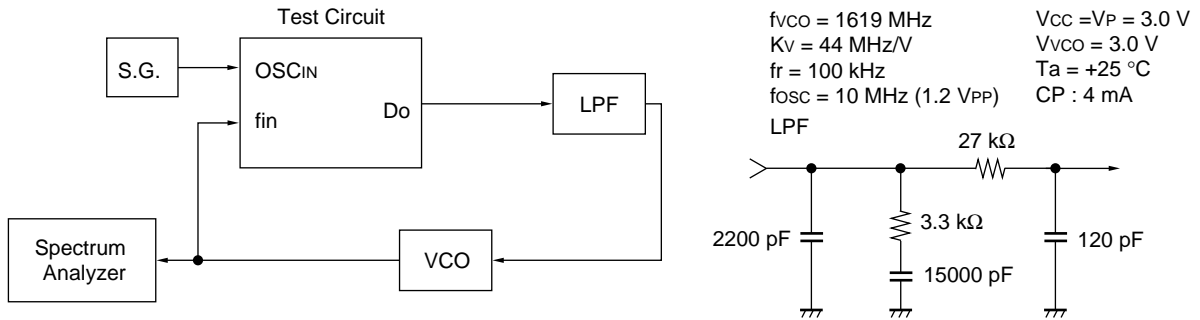 Test Circuit
S.G.
OSCIN
fin
Do
LPF
Spectrum
Analyzer
VCO
fVCO = 1619 MHz
KV = 44 MHz/V
fr = 100 kHz
fOSC = 10 MHz (1.2 VPP)
LPF
VCC =VP = 3.0 V
VVCO = 3.0 V
Ta = +25 °C
CP : 4 mA
27 kΩ
3.3 kΩ
2200 pF
120 pF
15000 pF